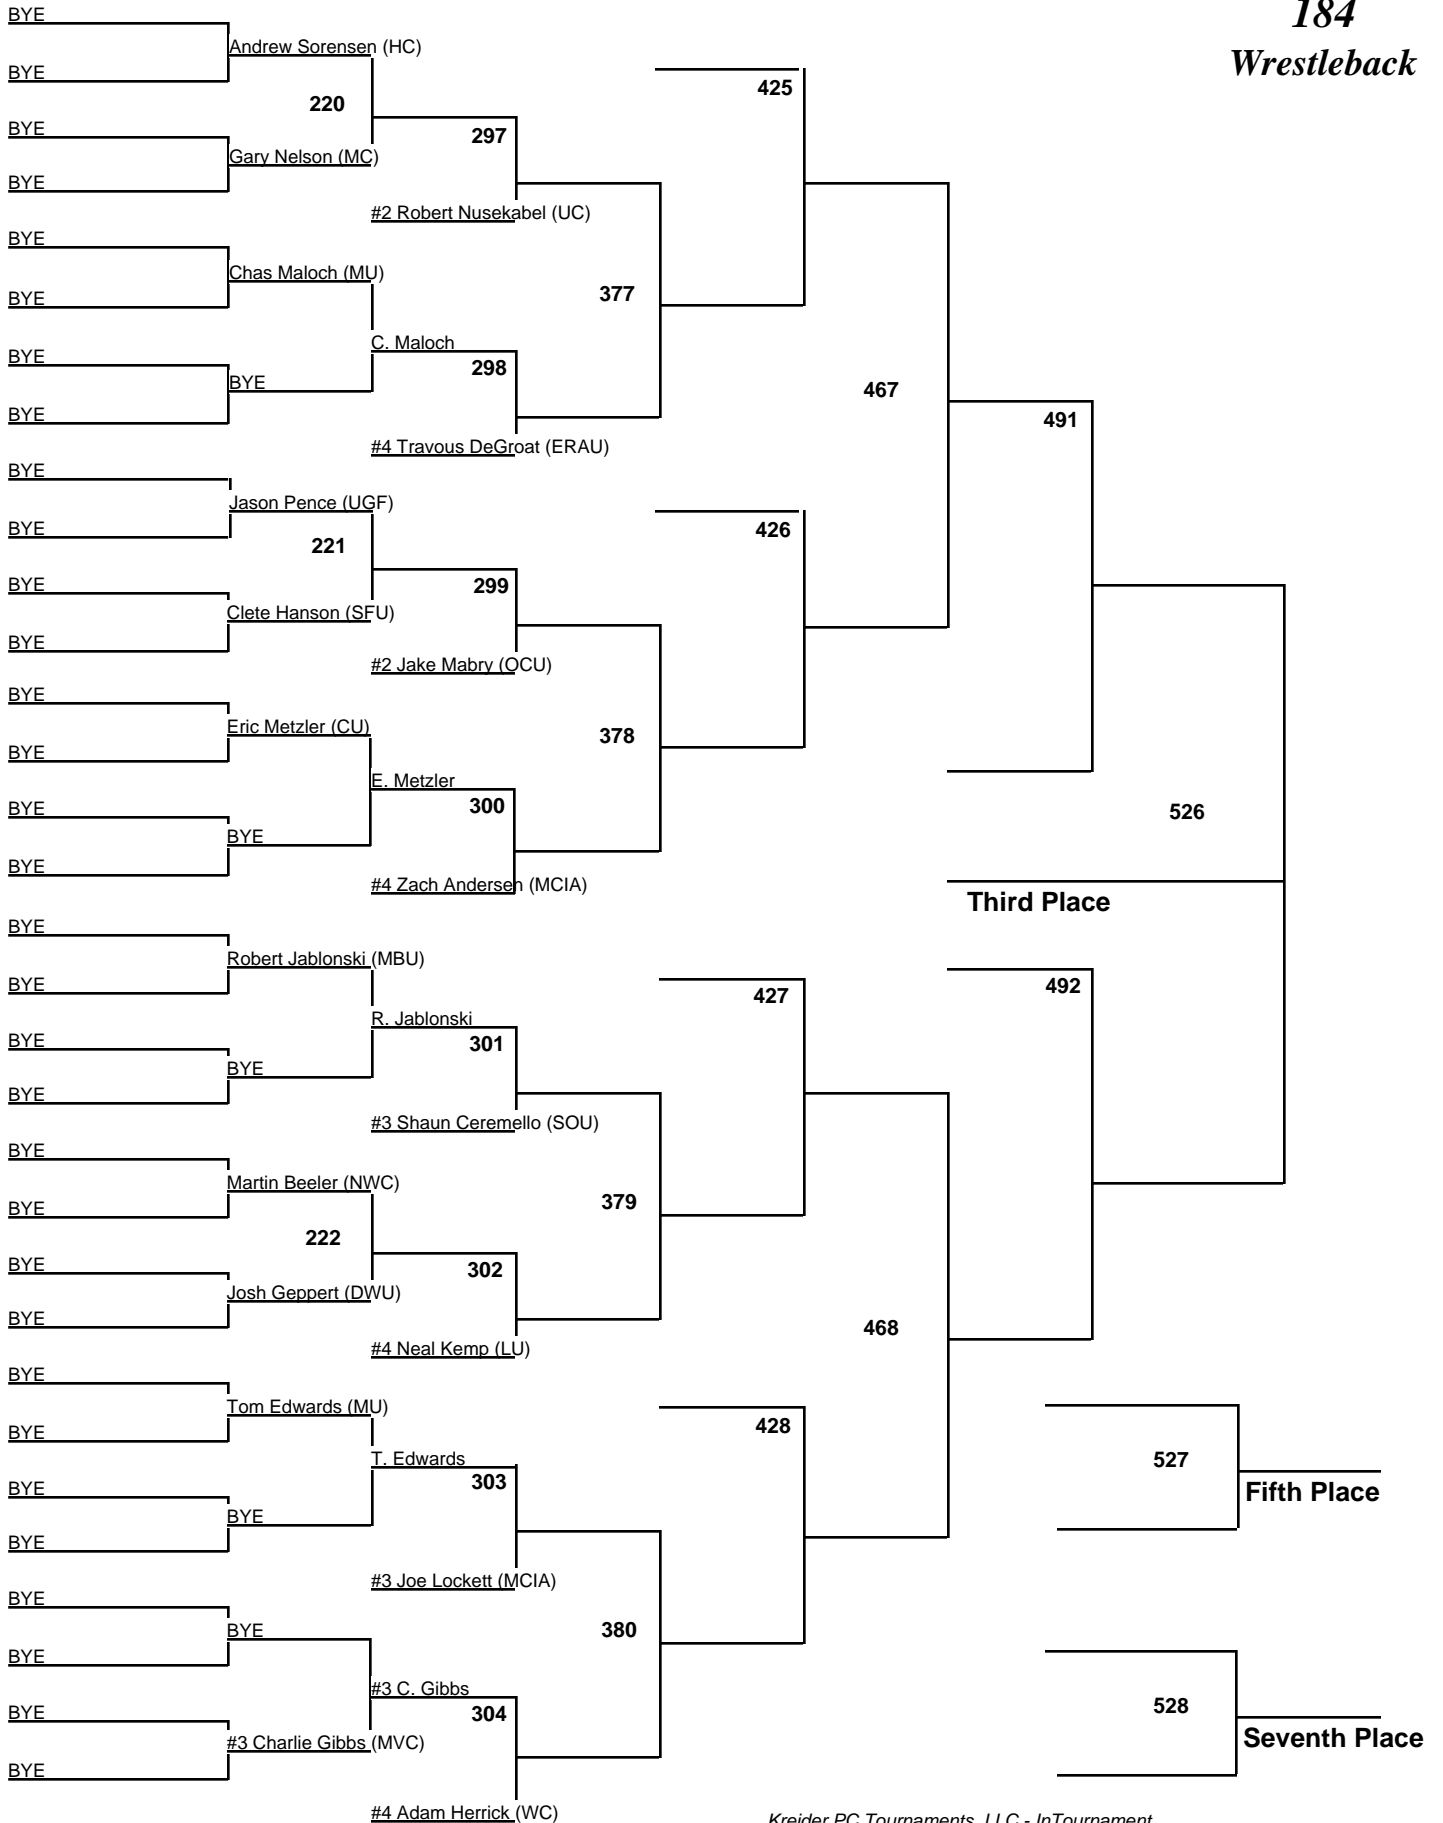 184
Wrestleback
BYE
Andrew Sorensen (HC)
BYE
220
BYE
Gary Nelson (MC)
BYE
297
#2 Robert Nusekabel (UC)
425
BYE
Chas Maloch (MU)
BYE
377
C. Maloch
BYE
BYE
298
BYE
#4 Travous DeGroat (ERAU)
467
491
BYE
Jason Pence (UGF)
BYE
221
426
BYE
299
Clete Hanson (SFU)
BYE
#2 Jake Mabry (OCU)
BYE
Eric Metzler (CU)
BYE
378
E. Metzler
BYE
300
BYE
BYE
#4 Zach Andersen (MCIA)
526
Third Place
BYE
Robert Jablonski (MBU)
BYE
427
492
R. Jablonski
BYE
301
BYE
BYE
#3 Shaun Ceremello (SOU)
BYE
Martin Beeler (NWC)
BYE
379
222
BYE
302
Josh Geppert (DWU)
BYE
468
#4 Neal Kemp (LU)
BYE
Tom Edwards (MU)
BYE
428
T. Edwards
527
BYE
303
Fifth Place
BYE
BYE
#3 Joe Lockett (MCIA)
BYE
BYE
380
BYE
#3 C. Gibbs
BYE
304
528
#3 Charlie Gibbs (MVC)
Seventh Place
BYE
#4 Adam Herrick (WC)
Kreider PC Tournaments, LLC - InTournament